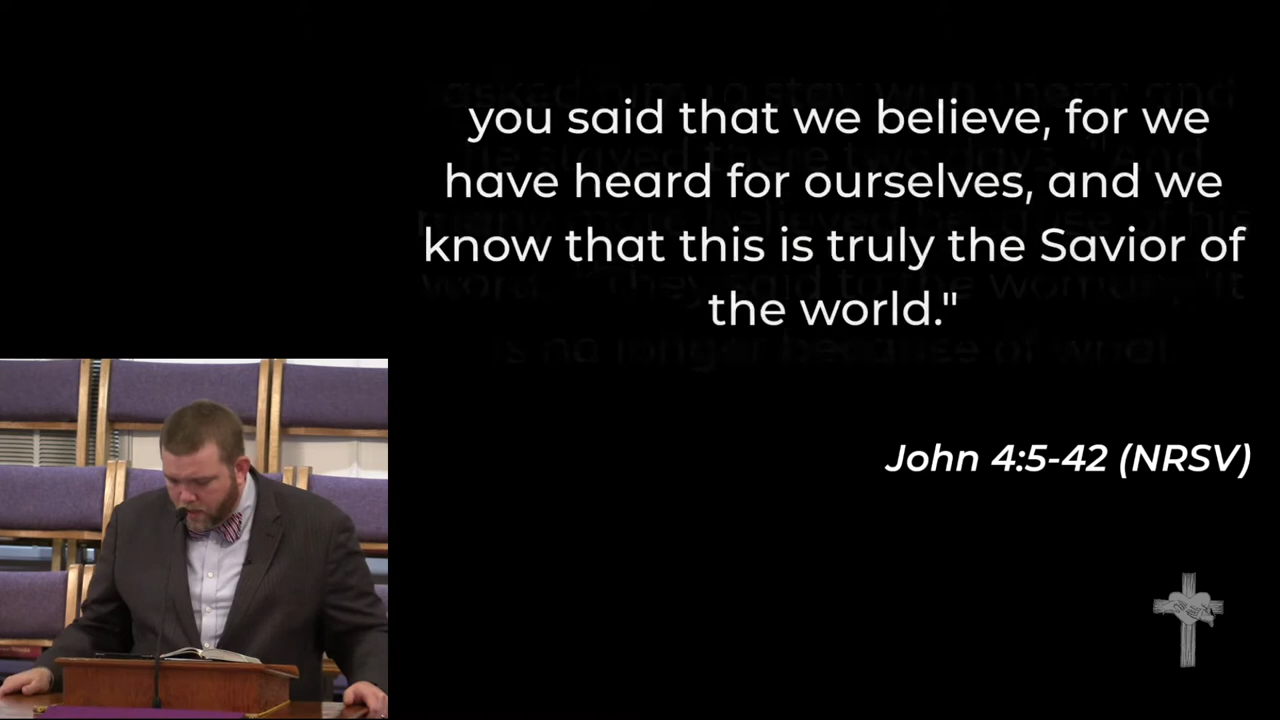 you said that we believe, for we
have heard for ourselves, and we
know that this is truly the Savior of
the world."
John 4:5-42 (NRSV)